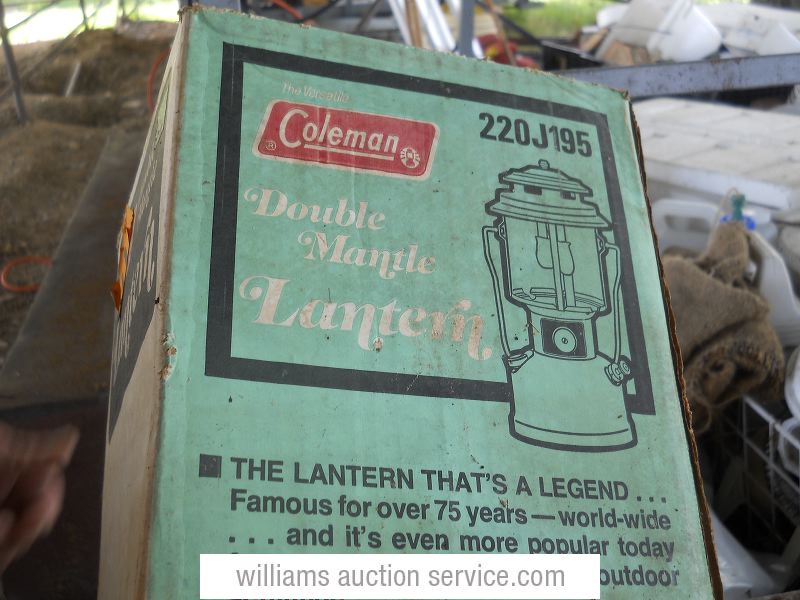 The Versatile
Coleman
220J195
Double
Mantle
Lantern
THE LANTERN THAT'S A LEGEND ...
Famous for over 75 years — world-wide
... and it's even more popular today
outdoor
williams auction service.com